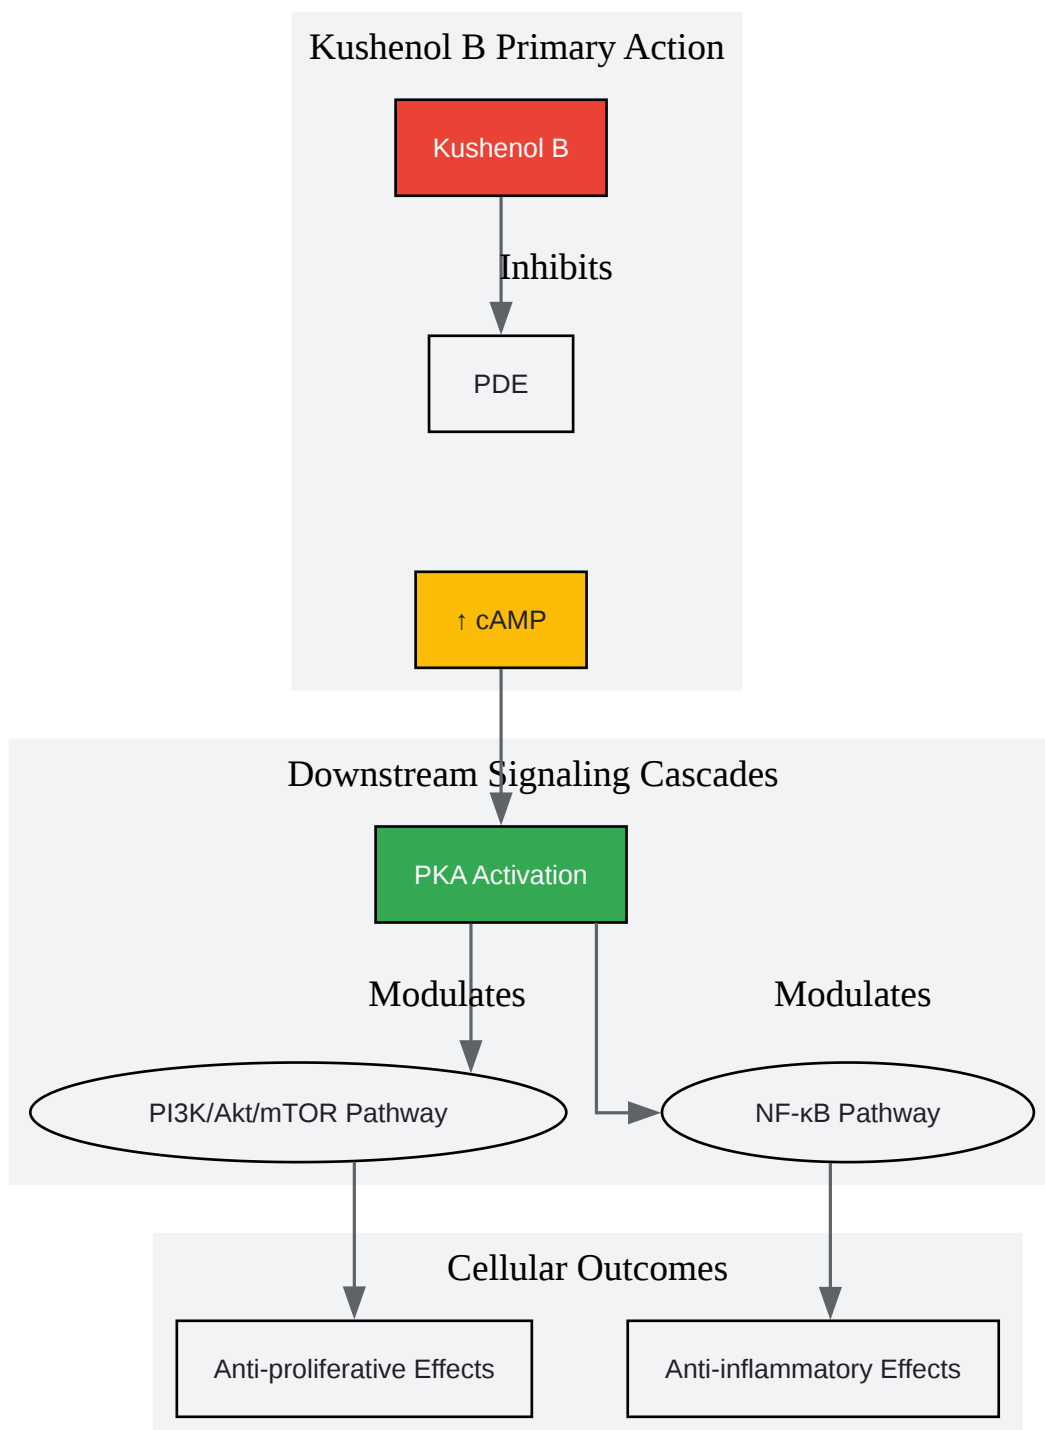 Kushenol B Primary Action
Kushenol B
Inhibits
PDE
↑ cAMP
Downstream Signaling Cascades
PKA Activation
Modulates
Modulates
PI3K/Akt/mTOR Pathway
NF-κB Pathway
Cellular Outcomes
Anti-proliferative Effects
Anti-inflammatory Effects